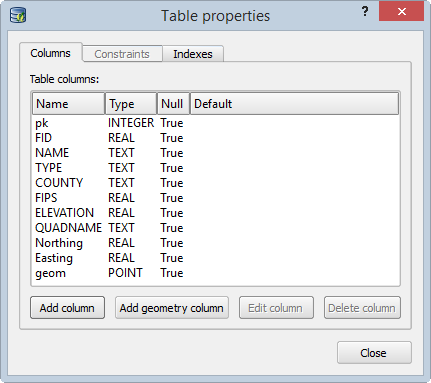 Table properties
? ×
Columns Constraints Indexes
Table columns:
Name Type Null Default
pk INTEGER True
FID REAL True
NAME TEXT True
TYPE TEXT True
COUNTY TEXT True
FIPS REAL True
ELEVATION REAL True
QUADNAME TEXT True
Northing REAL True
Easting REAL True
geom POINT True
Add column Add geometry column Edit column Delete column
Close